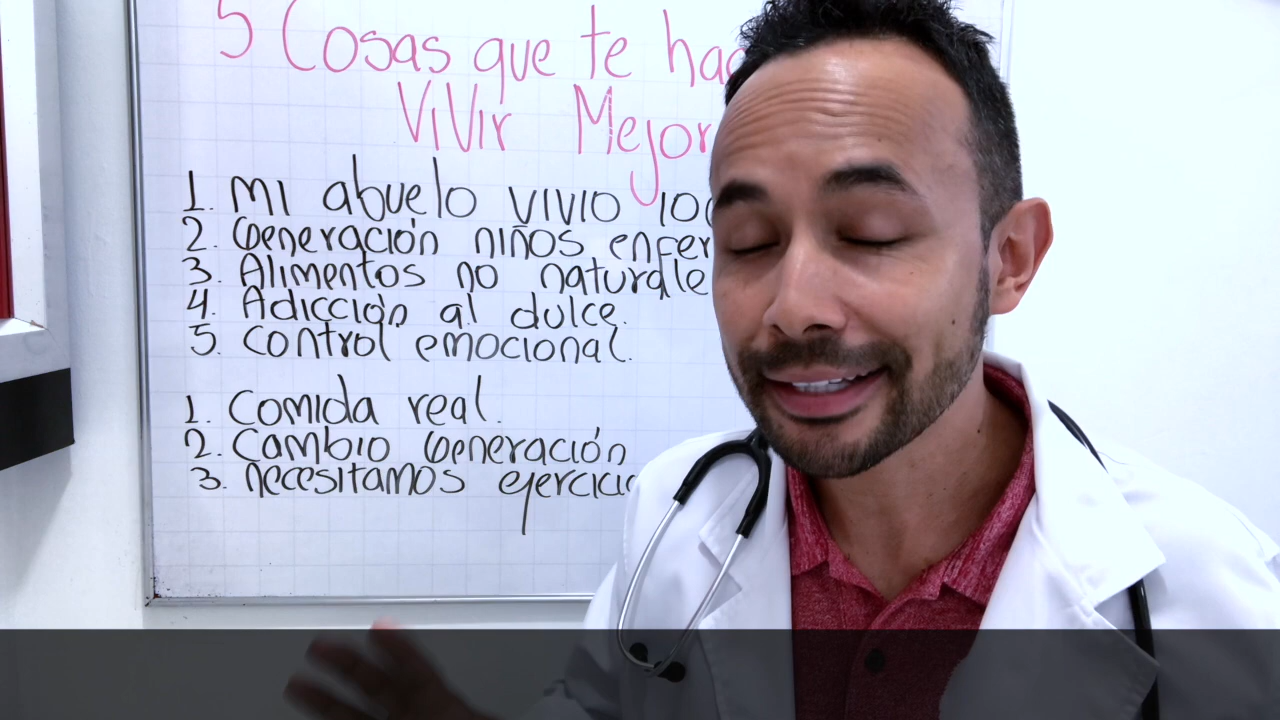 5 Cosas que te
Vivir Mejor
1. Mi abuelo vivio
2. Generación niños
3. Alimentos no
4. Adicción al dulce.
5. Control emocional.
1. Comida real.
2. Cambio Generación
3. Necesitamos